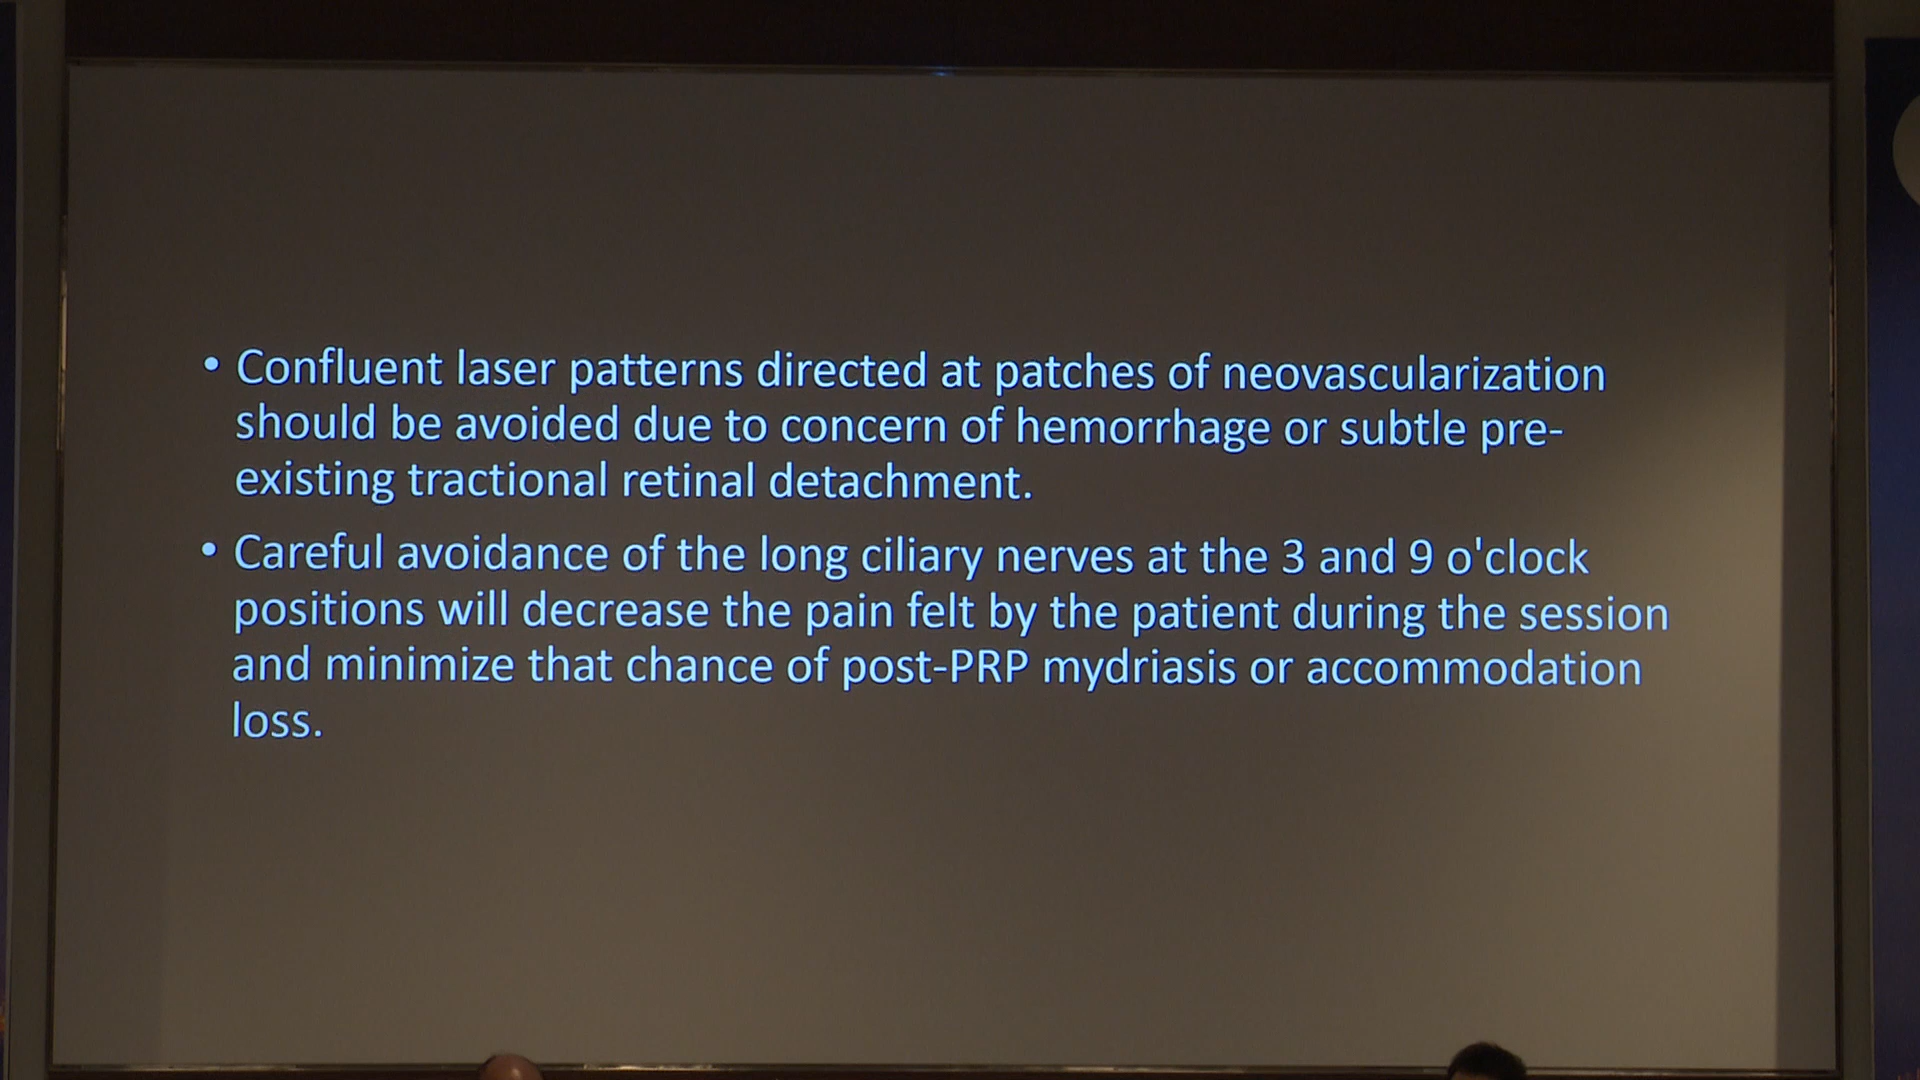 • Confluent laser patterns directed at patches of neovascularization
should be avoided due to concern of hemorrhage or subtle pre-
existing tractional retinal detachment.
• Careful avoidance of the long ciliary nerves at the 3 and 9 o'clock
positions will decrease the pain felt by the patient during the session
and minimize that chance of post-PRP mydriasis or accommodation
loss.